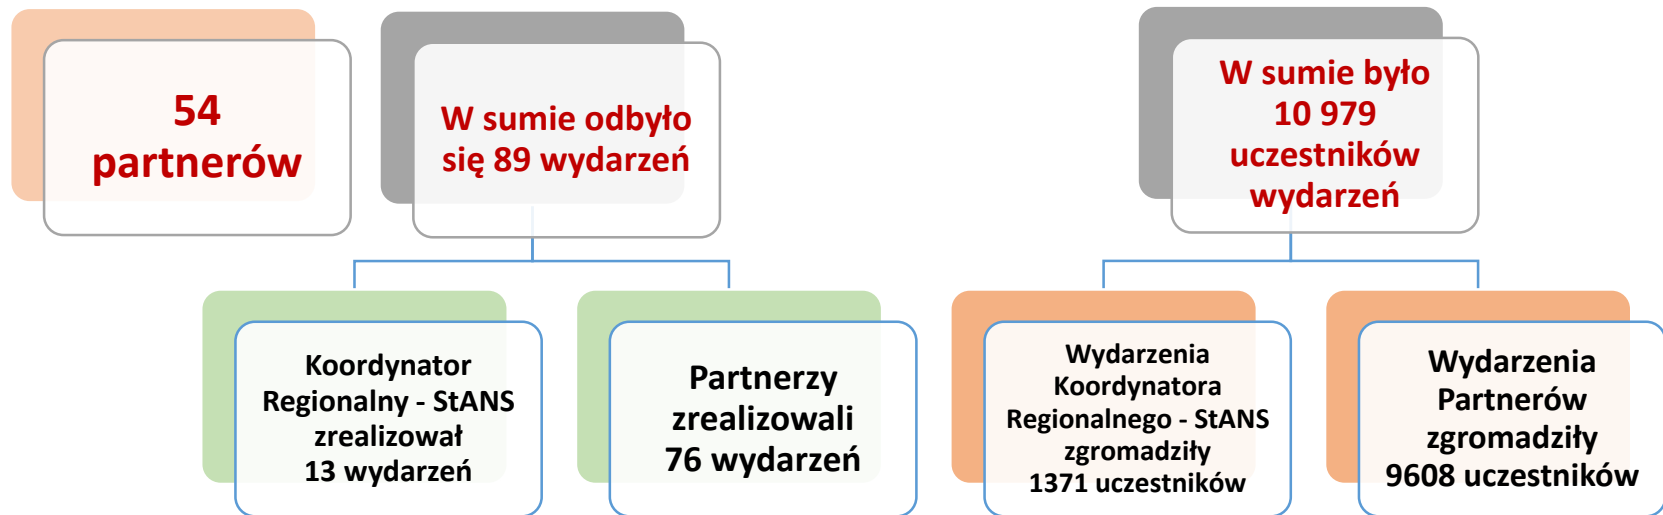 54
partnerów
W sumie odbyło
się 89 wydarzeń
W sumie było
10 979
uczestników
wydarzeń
Koordynator
Regionalny - StANS
zrealizował
13 wydarzeń
Partnerzy
zrealizowali
76 wydarzeń
Wydarzenia
Koordynatora
Regionalnego - StANS
zgromadziły
1371 uczestników
Wydarzenia
Partnerów
zgromadziły
9608 uczestników